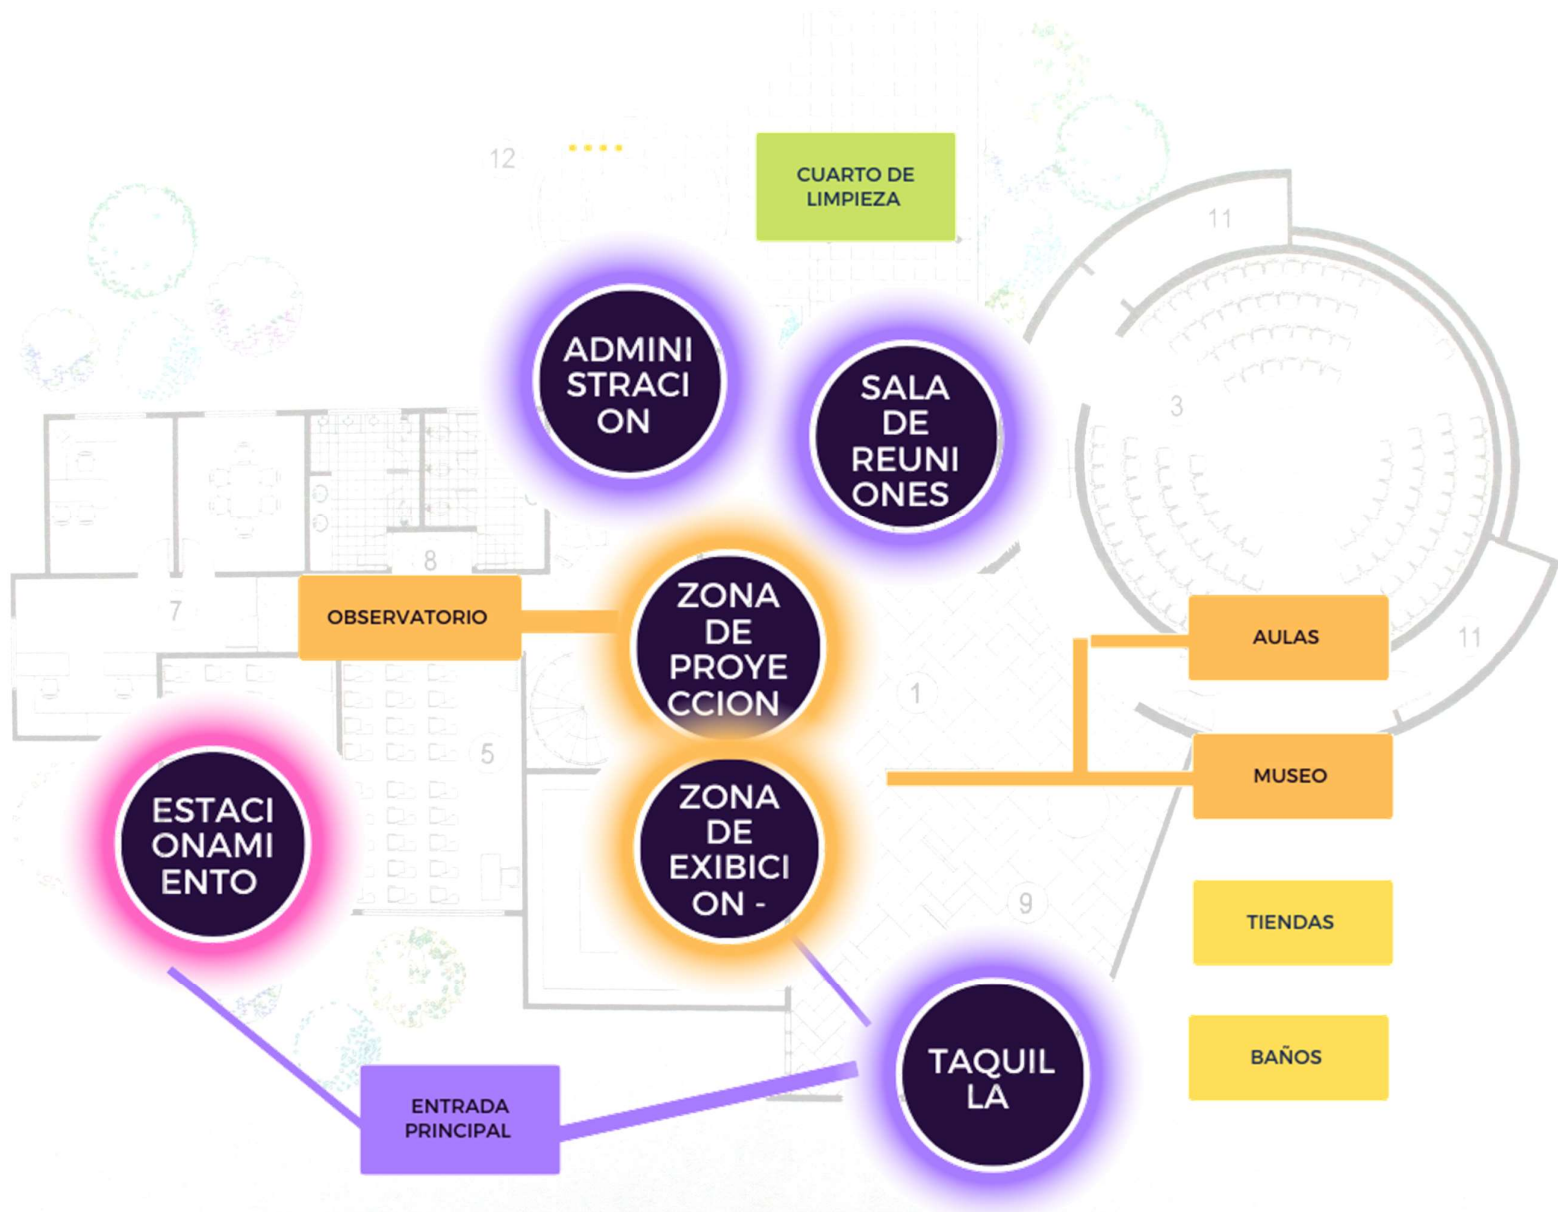 12
CUARTO DE
LIMPIEZA
11
ADMINI
STRACI
ON
SALA
DE
REUNI
ONES
3
8
7
OBSERVATORIO
ZONA
DE
PROYE
CCION
AULAS
11
1
5
MUSEO
ESTACI
ONAMI
ENTO
ZONA
DE
EXIBICI
ON -
9
TIENDAS
TAQUIL
LA
BAÑOS
ENTRADA
PRINCIPAL